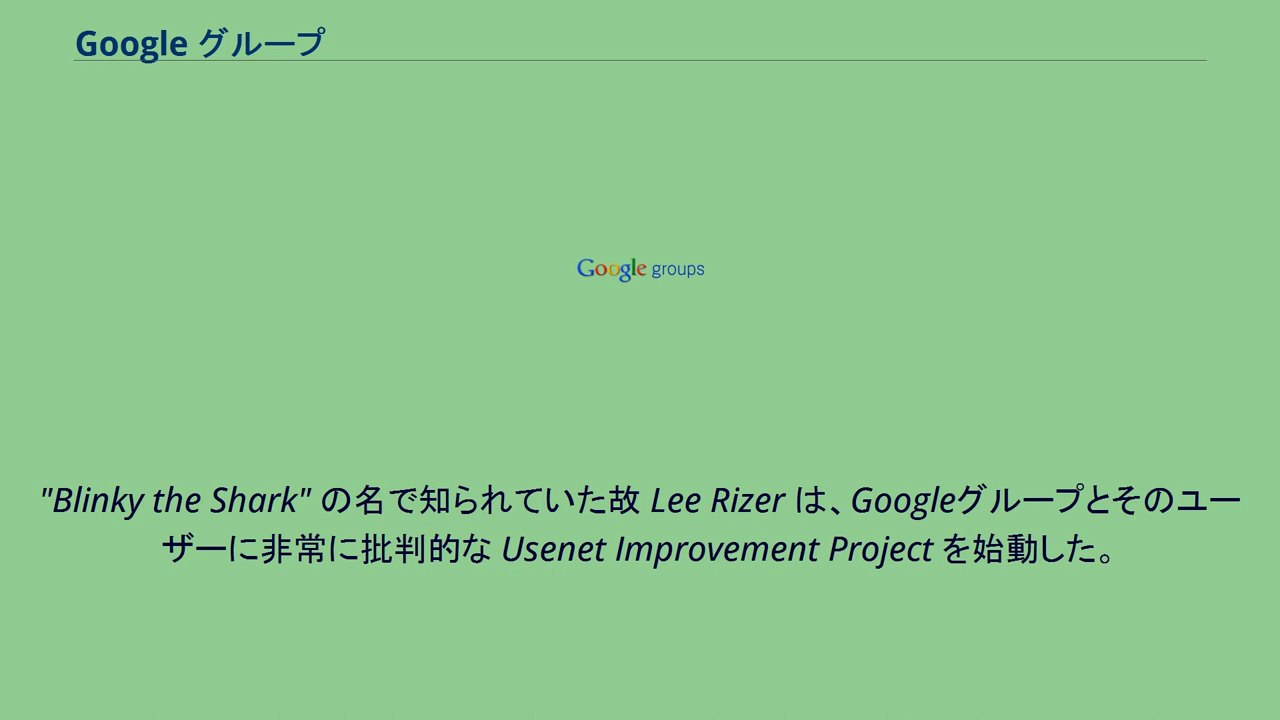 Google グループ
Google groups
"Blinky the Shark" の名で知られていた故 Lee Rizer は、Googleグループとそのユー
ザーに非常に批判的な Usenet Improvement Project を始動した。